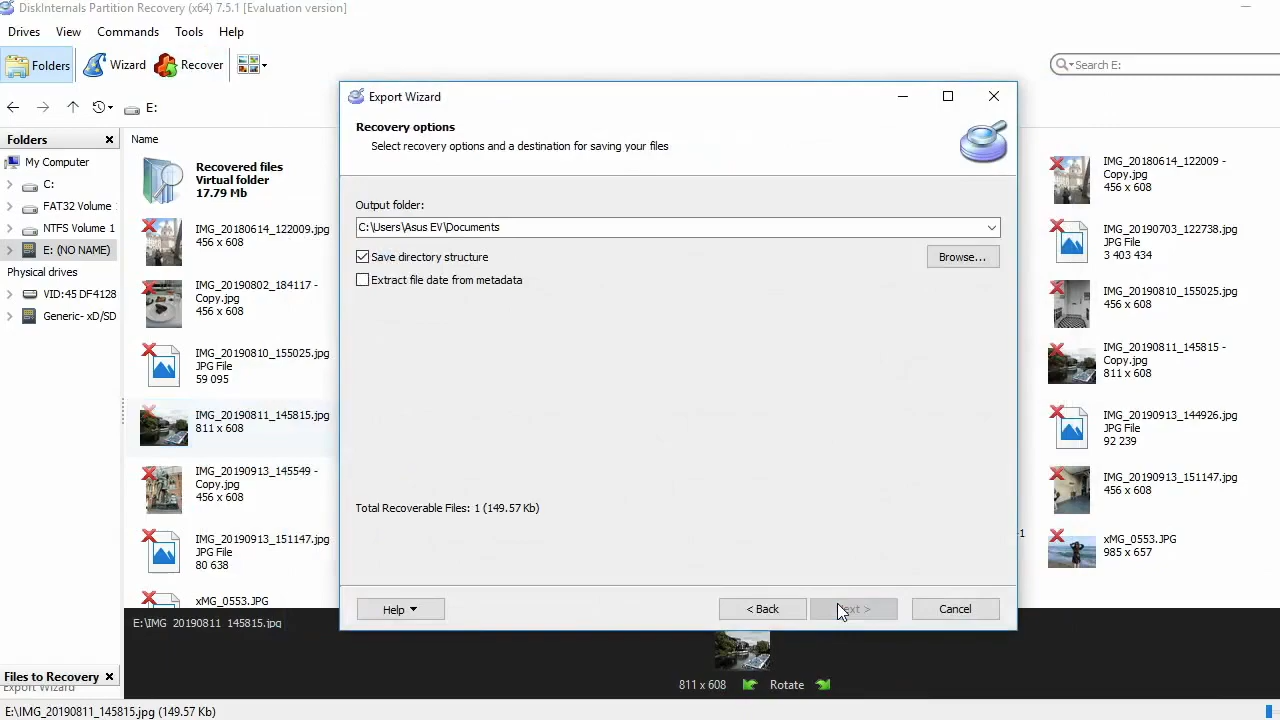 DiskInternals Partition Recovery (x64) 7.5.1 [Evaluation version]
Drives View Commands Tools Help
Folders Wizard Recover Search E:
E:
Folders
My Computer
C:
FAT32 Volume
NTFS Volume 1
E: (NO NAME)
Physical drives
VID:45 DF4128
Generic- xD/SD
Files to Recovery
Export Wizard
Name
Recovered files
Virtual folder
17.79 Mb
IMG_20180614_122009.jpg
456 x 608
IMG_20190802_184117 -
Copy.jpg
456 x 608
IMG_20190810_155025.jpg
JPG File
59 095
IMG_20190811_145815.jpg
811 x 608
IMG_20190913_145549 -
Copy.jpg
456 x 608
IMG_20190913_151147.jpg
JPG File
80 638
xMG_0553.JPG
Export Wizard
Recovery options
Select recovery options and a destination for saving your files
Output folder:
C:\Users\Asus EV\Documents
Save directory structure
Browse...
Extract file date from metadata
Total Recoverable Files: 1 (149.57 Kb)
Help
< Back
Cancel
IMG_20180614_122009 -
Copy.jpg
456 x 608
IMG_20190703_122738.jpg
JPG File
3 403 434
IMG_20190810_155025.jpg
456 x 608
IMG_20190811_145815 -
Copy.jpg
811 x 608
IMG_20190913_144926.jpg
JPG File
92 239
IMG_20190913_151147.jpg
456 x 608
xMG_0553.JPG
985 x 657
E:\IMG_20190811_145815.jpg
811 x 608 Rotate
E:\IMG_20190811_145815.jpg (149.57 Kb)